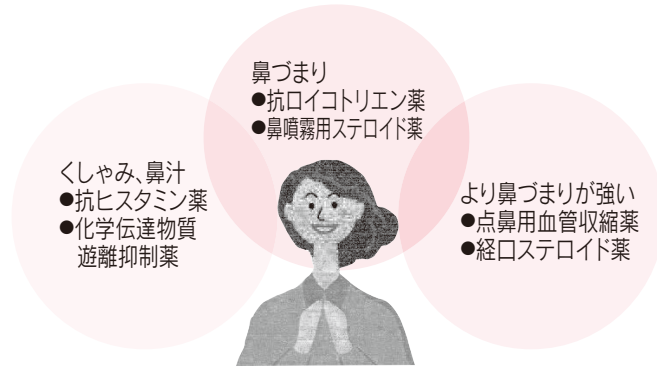 鼻づまり
●抗ロイコトリエン薬
●鼻噴霧用ステロイド薬
くしゃみ、鼻汁
●抗ヒスタミン薬
●化学伝達物質
遊離抑制薬
より鼻づまりが強い
●点鼻用血管収縮薬
●経口ステロイド薬